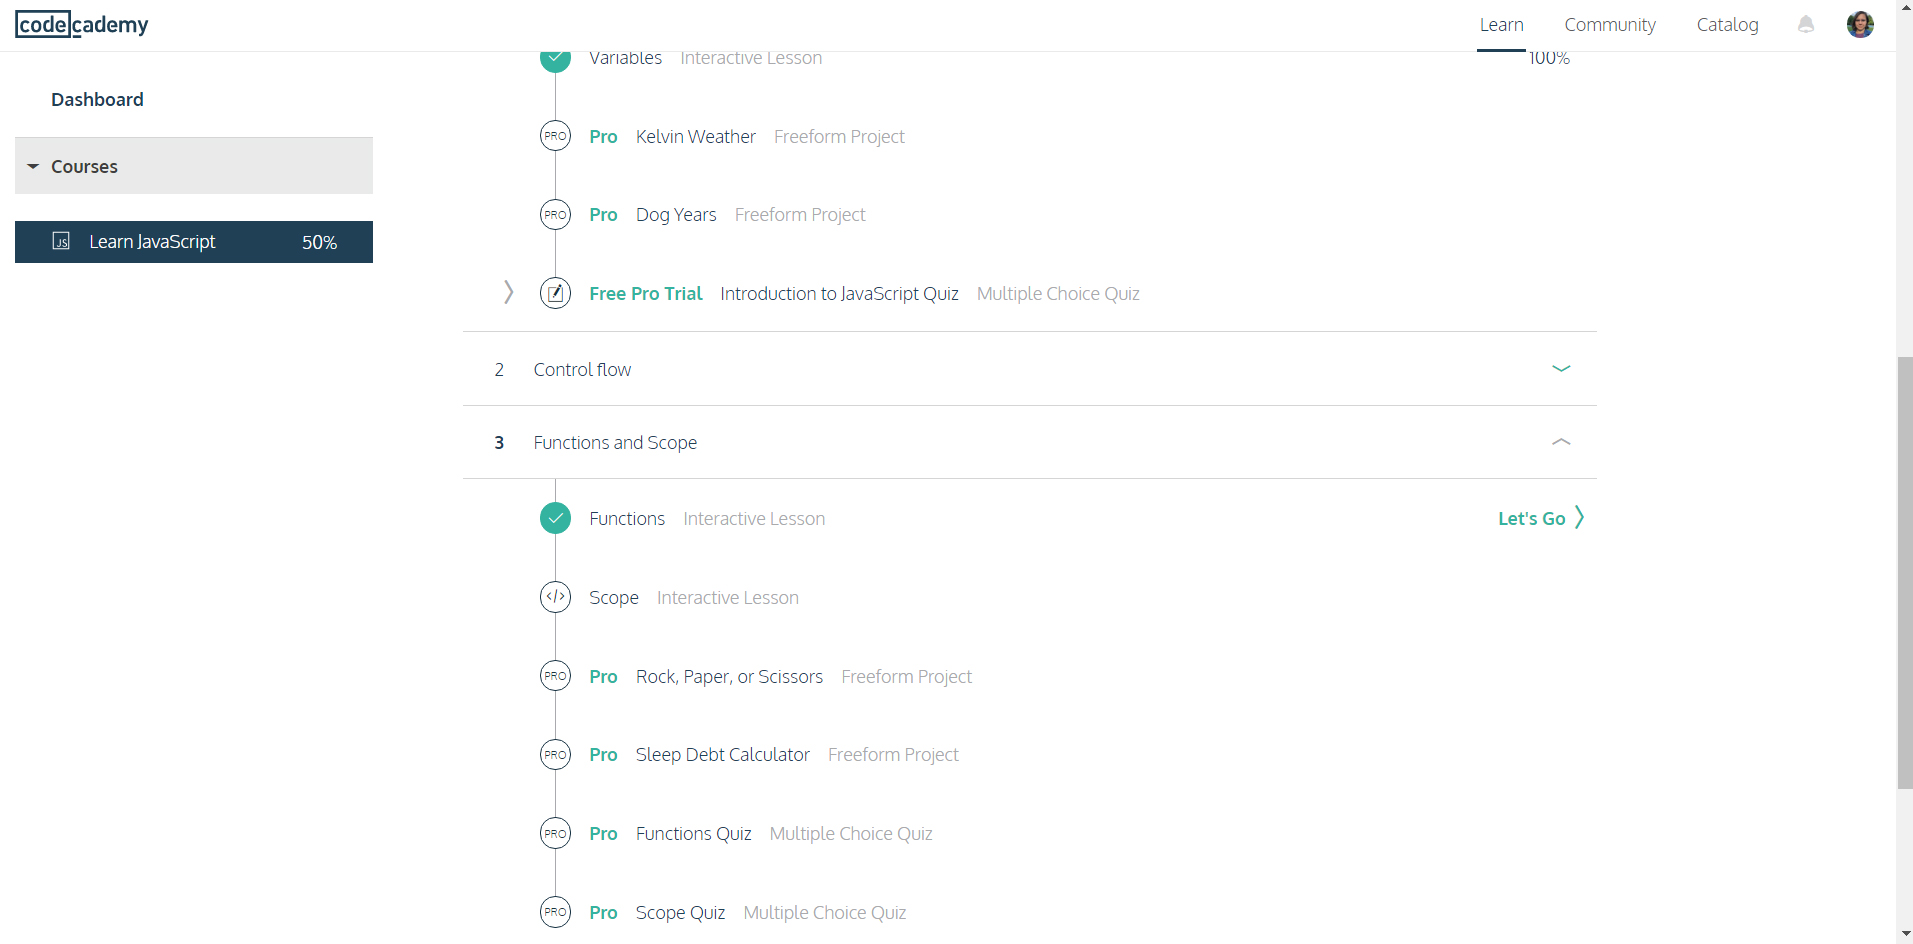 codecademy
Learn Community Catalog
Variables Interactive Lesson 100%
Dashboard
PRO Pro Kelvin Weather Freeform Project
Courses
PRO Pro Dog Years Freeform Project
JS Learn JavaScript 50%
Free Pro Trial Introduction to JavaScript Quiz Multiple Choice Quiz
2 Control flow
3 Functions and Scope
Functions Interactive Lesson Let's Go
</> Scope Interactive Lesson
PRO Pro Rock, Paper, or Scissors Freeform Project
PRO Pro Sleep Debt Calculator Freeform Project
PRO Pro Functions Quiz Multiple Choice Quiz
PRO Pro Scope Quiz Multiple Choice Quiz